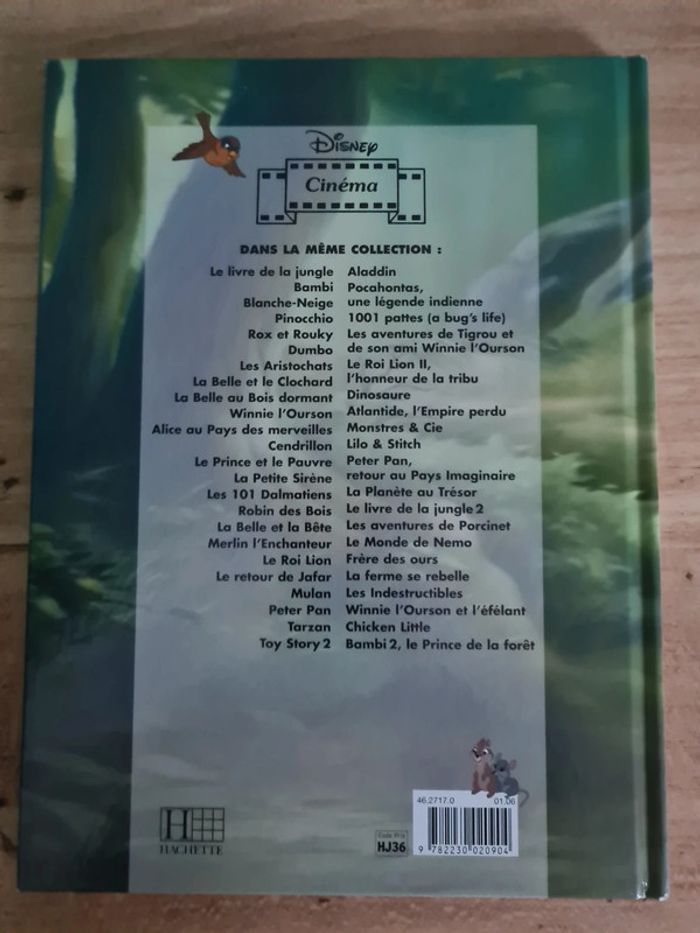 Disney
Cinéma
DANS LA MÊME COLLECTION :
Le livre de la jungle
Bambi
Blanche-Neige
Pinocchio
Rox et Rouky
Dumbo
Les Aristochats
La Belle et le Clochard
La Belle au Bois dormant
Winnie l'Ourson
Alice au Pays des merveilles
Cendrillon
Le Prince et le Pauvre
La Petite Sirène
Les 101 Dalmatiens
Robin des Bois
La Belle et la Bête
Merlin l'Enchanteur
Le Roi Lion
Le retour de Jafar
Mulan
Peter Pan
Tarzan
Toy Story 2
Aladdin
Pocahontas,
une légende indienne
1001 pattes (a bug's life)
Les aventures de Tigrou et
de son ami Winnie l'Ourson
Le Roi Lion II,
l'honneur de la tribu
Dinosaure
Atlantide, l'Empire perdu
Monstres & Cie
Lilo & Stitch
Peter Pan,
retour au Pays Imaginaire
La Planète au Trésor
Le livre de la jungle 2
Les aventures de Porcinet
Le Monde de Nemo
Frère des ours
La ferme se rebelle
Les Indestructibles
Winnie l'Ourson et l'éfélant
Chicken Little
Bambi 2, le Prince de la forêt
H
HACHETTE
Code Prix
HJ36
46.2717.0 01.06
9 782230 020904